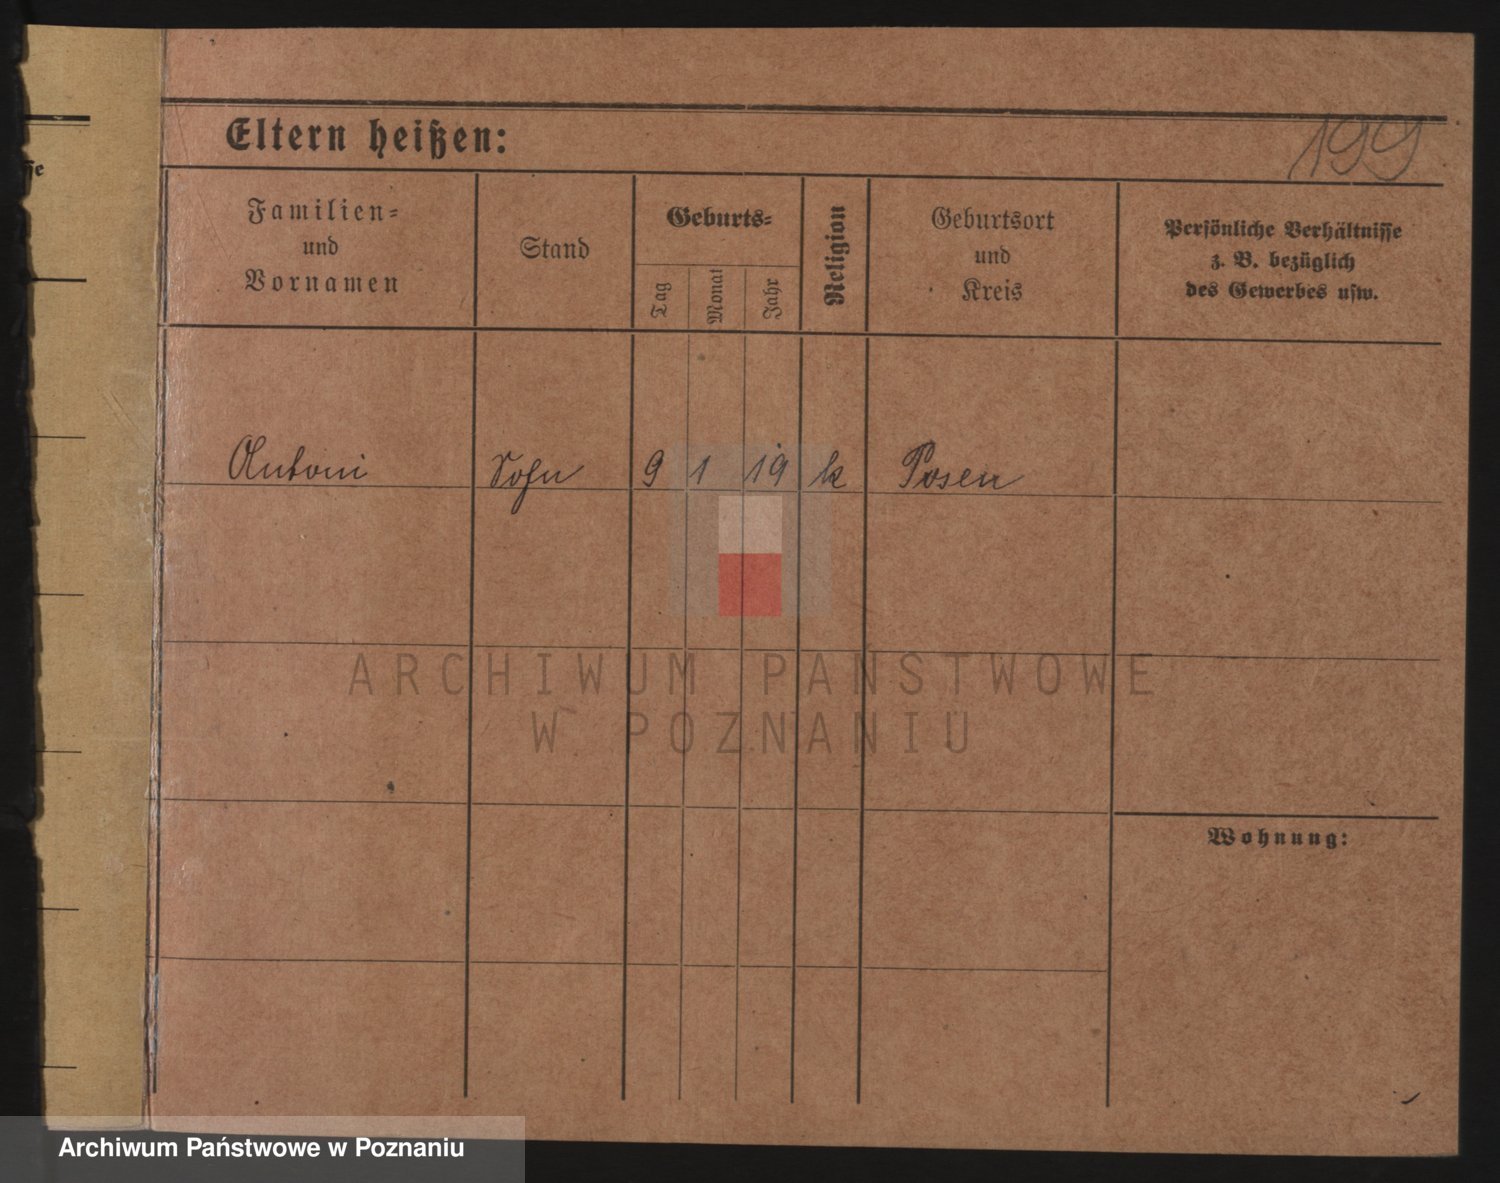 199
Eltern heißen:
Familien-
und
Vornamen
Stand
Geburts-
Tag
Monat
Jahr
Religion
Geburtsort
und
Kreis
Persönliche Verhältnisse
z. B. bezüglich
des Gewerbes usw.
Antoni Sohn 9 1 19 k Posen
ARCHIWUM PAŃSTWOWE
W POZNANIU
Wohnung:
Archiwum Państwowe w Poznaniu